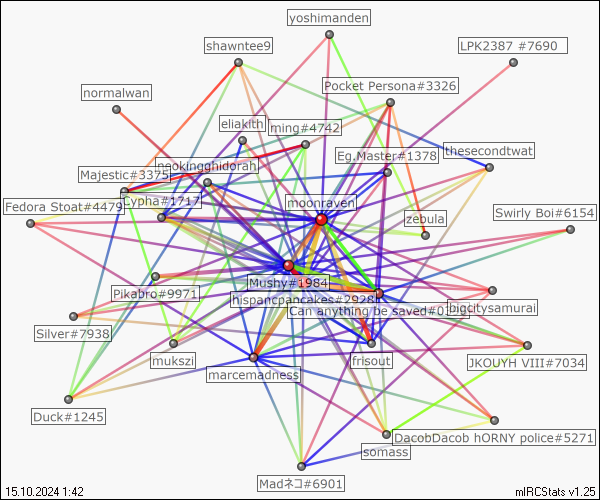 yoshimanden
shawntee9
LPK2387 #7690
Pocket Persona#3326
normalwan
eliakith
ming#4742
Eg.Master#1378
thesecondtwat
Majestic#3375
Fedora Stoat#4479
Cypha#1717
moonraven
zebula
Swirly Boi#6154
Mushy#1984
Pikabro#9971
hispancpancakes#2928
Can anything be saved
bigcitysamurai
Silver#7938
mukszi
frisout
JKOUYH VIII#7034
marcemadness
Duck#1245
DacobDacob hORNY police#5271
somass
Madネコ#6901
15.10.2024 1:42
mIRCStats v1.25